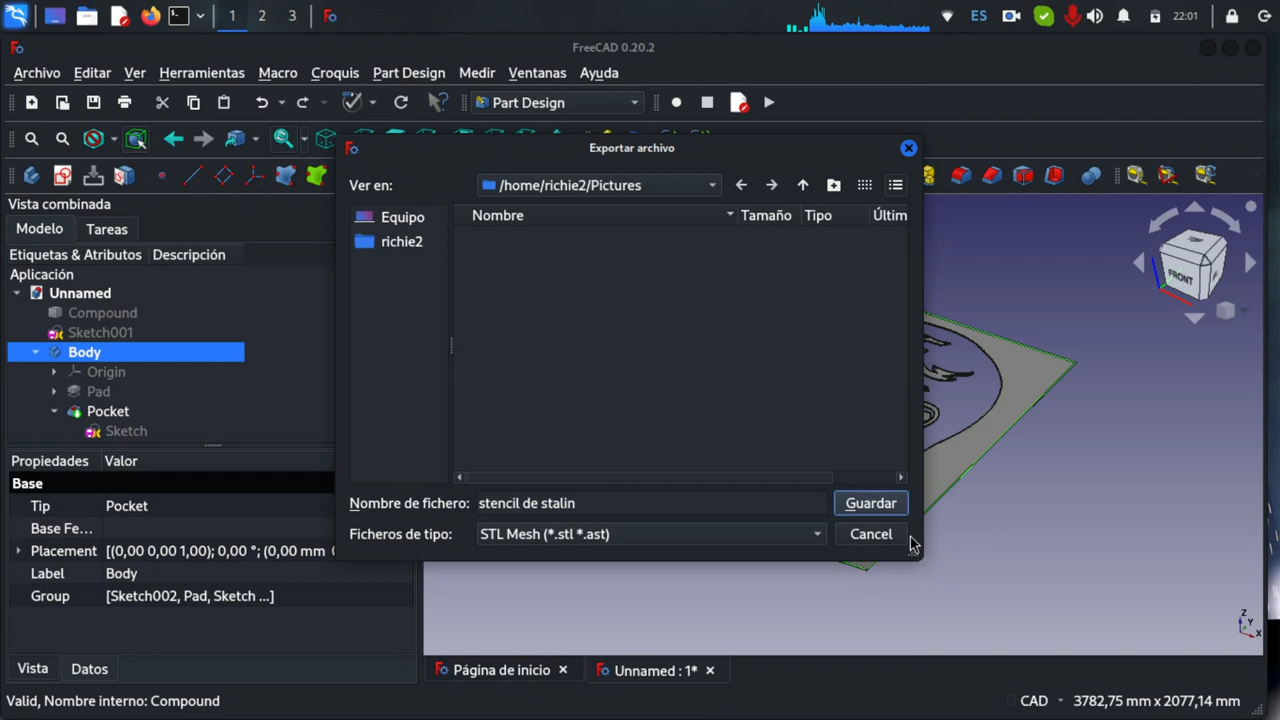 1 2 3 ES 22:01
FreeCAD 0.20.2
Archivo Editar Ver Herramientas Macro Croquis Part Design Medir Ventanas Ayuda
Part Design
Exportar archivo
Ver en: /home/richie2/Pictures
Equipo
richie2
Nombre Tamaño Tipo Últim
Nombre de fichero: stencil de stalin Guardar
Ficheros de tipo: STL Mesh (*.stl *.ast) Cancel
Vista combinada
Modelo Tareas
Etiquetas & Atributos Descripción
Aplicación
Unnamed
Compound
Sketch001
Body
Origin
Pad
Pocket
Sketch
Propiedades Valor
Base
Tip Pocket
Base Fe...
Placement [(0,00 0,00 1,00); 0,00 °; (0,00 mm 0
Label Body
Group [Sketch002, Pad, Sketch ...]
Vista Datos
FRONT
Z
Y
X
Página de inicio Unnamed : 1*
Valid, Nombre interno: Compound CAD 3782,75 mm x 2077,14 mm